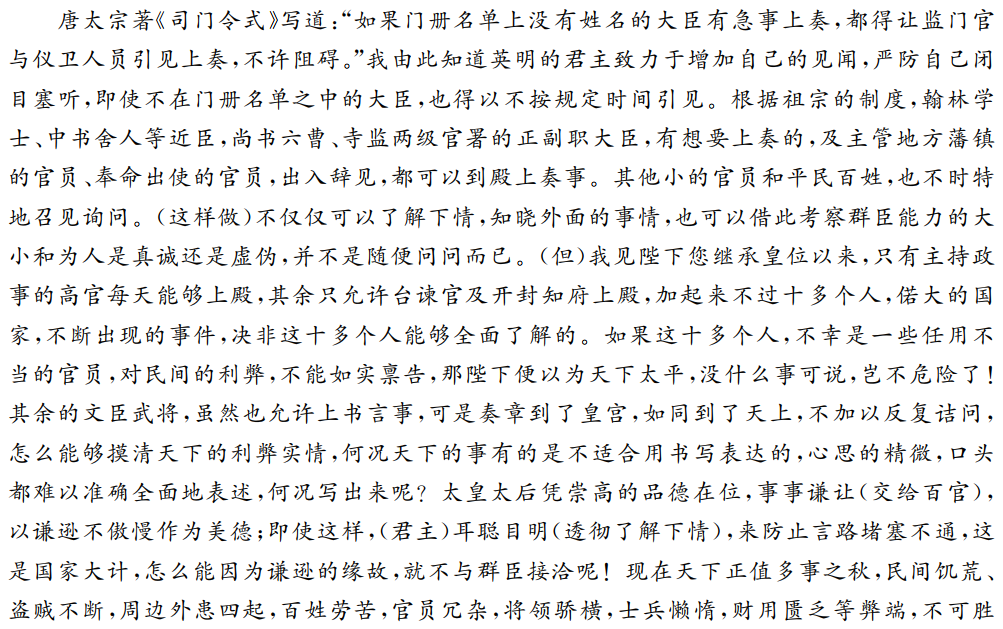 唐太宗著《司门令式》写道:“如果门册名单上没有姓名的大臣有急事上奏,都得让监门官
与仪卫人员引见上奏,不许阻碍。”我由此知道英明的君主致力于增加自己的见闻,严防自己闭
目塞听,即使不在门册名单之中的大臣,也得以不按规定时间引见。根据祖宗的制度,翰林学
士、中书舍人等近臣,尚书六曹、寺监两级官署的正副职大臣,有想要上奏的,及主管地方藩镇
的官员、奉命出使的官员,出入辞见,都可以到殿上奏事。其他小的官员和平民百姓,也不时特
地召见询问。(这样做)不仅仅可以了解下情,知晓外面的事情,也可以借此考察群臣能力的大
小和为人是真诚还是虚伪,并不是随便问问而已。(但)我见陛下您继承皇位以来,只有主持政
事的高官每天能够上殿,其余只允许台谏官及开封知府上殿,加起来不过十多个人,偌大的国
家,不断出现的事件,决非这十多个人能够全面了解的。如果这十多个人,不幸是一些任用不
当的官员,对民间的利弊,不能如实禀告,那陛下便以为天下太平,没什么事可说,岂不危险了!
其余的文臣武将,虽然也允许上书言事,可是奏章到了皇宫,如同到了天上,不加以反复诘问,
怎么能够摸清天下的利弊实情,何况天下的事有的是不适合用书写表达的,心思的精微,口头
都难以准确全面地表述,何况写出来呢?太皇太后凭崇高的品德在位,事事谦让(交给百官),
以谦逊不傲慢作为美德;即使这样,(君主)耳聪目明(透彻了解下情),来防止言路堵塞不通,这
是国家大计,怎么能因为谦逊的缘故,就不与群臣接洽呢!现在天下正值多事之秋,民间饥荒、
盗贼不断,周边外患四起,百姓劳苦,官员冗杂,将领骄横,士兵懒惰,财用匮乏等弊端,不可胜